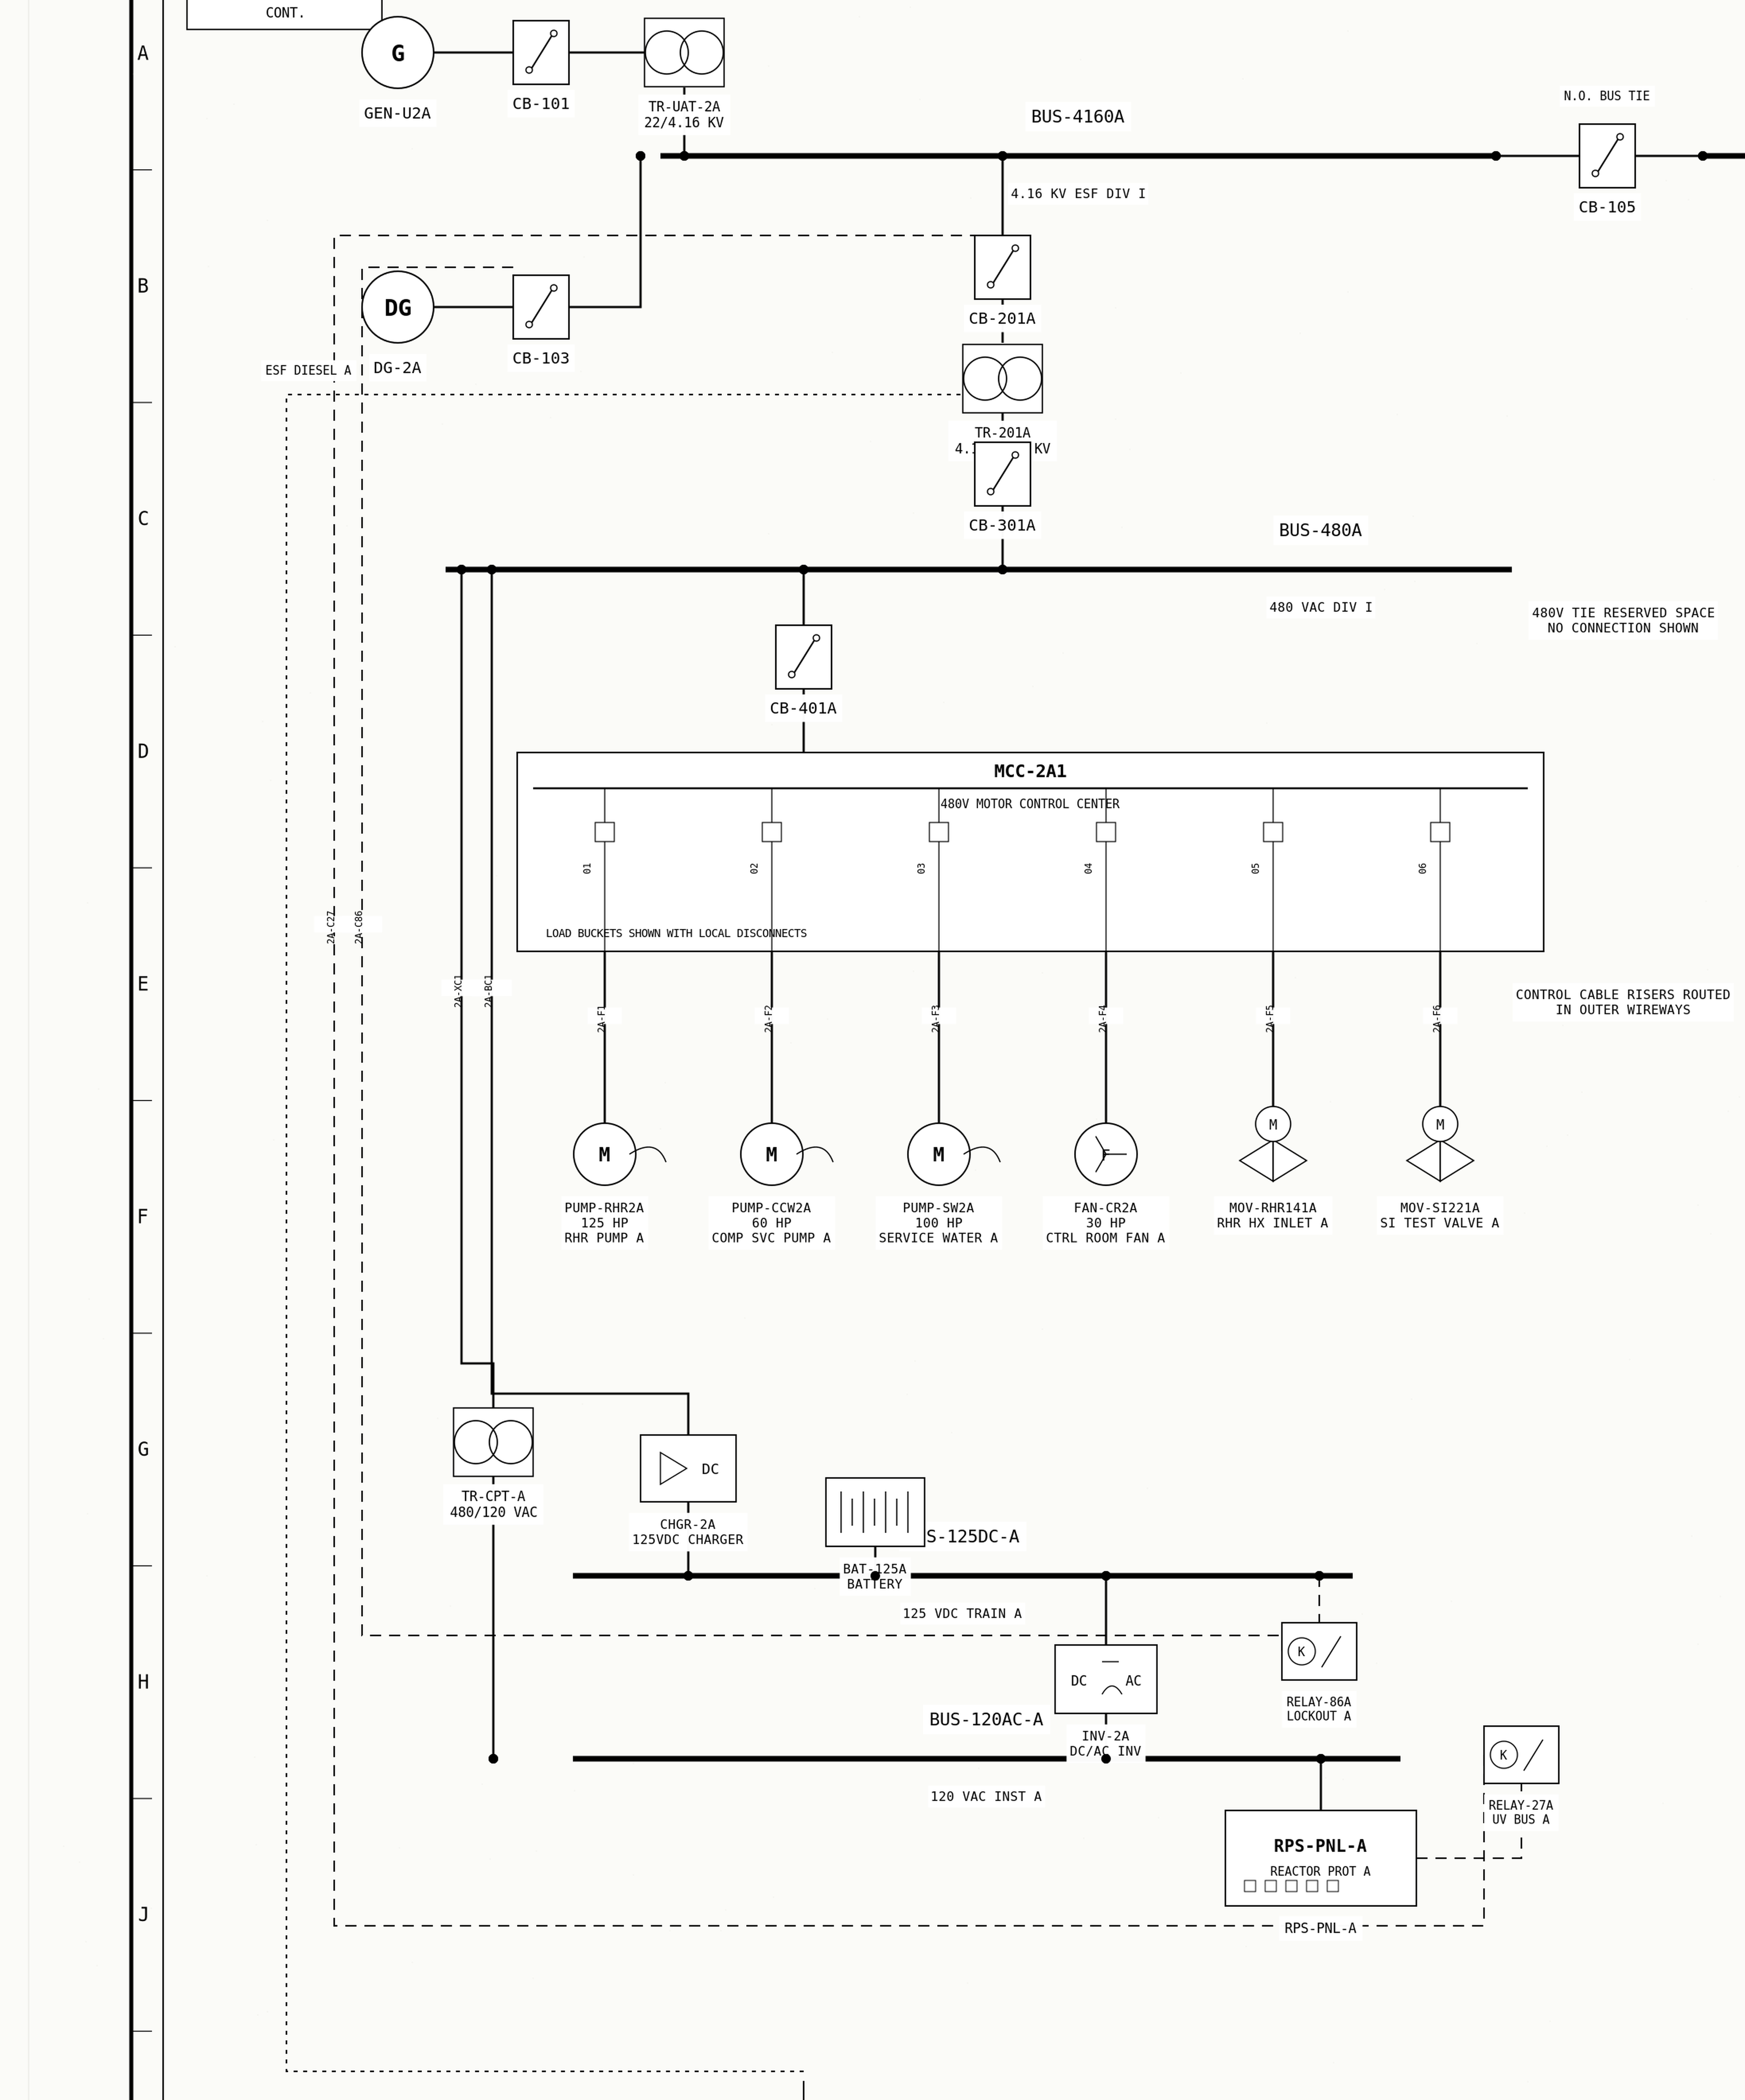 CONT.
A
G
GEN-U2A
CB-101
TR-UAT-2A
22/4.16 KV
BUS-4160A
N.O. BUS TIE
CB-105
4.16 KV ESF DIV I
B
DG
DG-2A
ESF DIESEL A
CB-103
CB-201A
TR-201A
KV
CB-301A
C
BUS-480A
480 VAC DIV I
480V TIE RESERVED SPACE
NO CONNECTION SHOWN
CB-401A
D
MCC-2A1
480V MOTOR CONTROL CENTER
01
02
03
04
05
06
LOAD BUCKETS SHOWN WITH LOCAL DISCONNECTS
2A-C27
2A-C86
E
2A-XC1
2A-BC1
2A-F1
2A-F2
2A-F3
2A-F4
2A-F5
2A-F6
CONTROL CABLE RISERS ROUTED
IN OUTER WIREWAYS
M
M
M
F
M
M
F
PUMP-RHR2A
125 HP
RHR PUMP A
PUMP-CCW2A
60 HP
COMP SVC PUMP A
PUMP-SW2A
100 HP
SERVICE WATER A
FAN-CR2A
30 HP
CTRL ROOM FAN A
MOV-RHR141A
RHR HX INLET A
MOV-SI221A
SI TEST VALVE A
G
TR-CPT-A
480/120 VAC
DC
CHGR-2A
125VDC CHARGER
S-125DC-A
BAT-125A
BATTERY
125 VDC TRAIN A
H
DC AC
INV-2A
DC/AC INV
K
RELAY-86A
LOCKOUT A
BUS-120AC-A
120 VAC INST A
K
RELAY-27A
UV BUS A
RPS-PNL-A
REACTOR PROT A
RPS-PNL-A
J